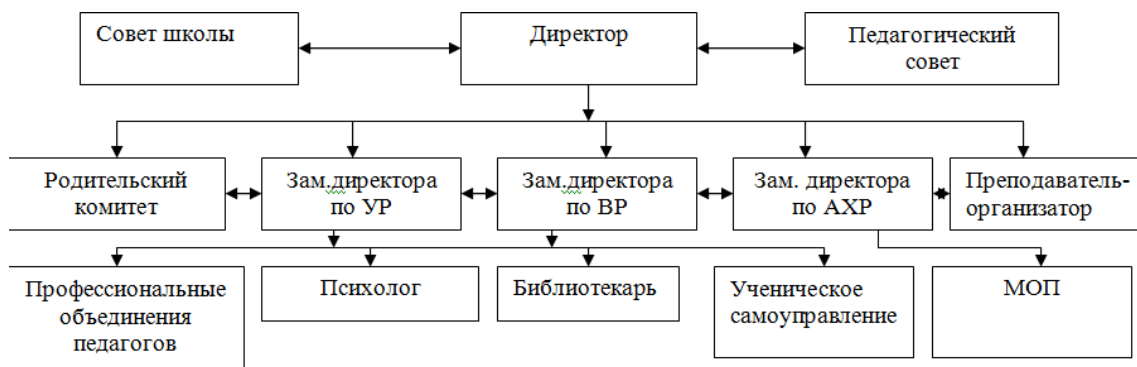 Совет школы
Директор
Педагогический
совет
Родительский
комитет
Зам.директора
по УР
Зам.директора
по ВР
Зам. директора
по АХР
Преподаватель-
организатор
Профессиональные
объединения
педагогов
Психолог
Библиотекарь
Ученическое
самоуправление
МОП